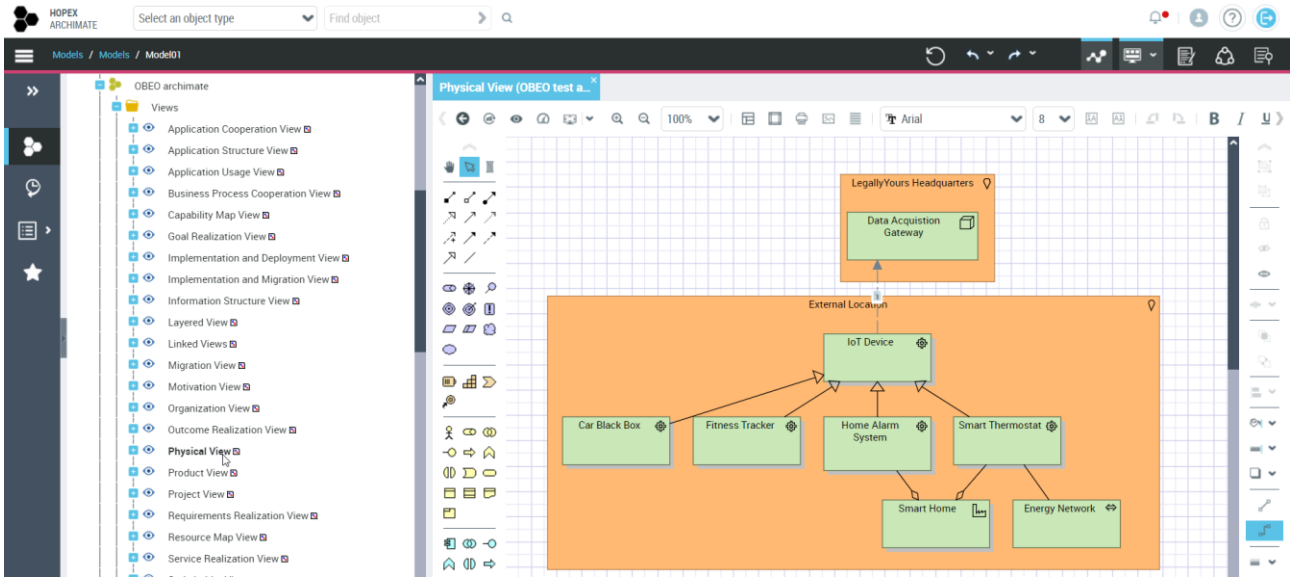 HOPEX
ARCHIMATE
Select an object type
Find object
Models / Models / Model01
OBEO archimate
Views
Application Cooperation View
Application Structure View
Application Usage View
Business Process Cooperation View
Capability Map View
Goal Realization View
Implementation and Deployment View
Implementation and Migration View
Information Structure View
Layered View
Linked Views
Migration View
Motivation View
Organization View
Outcome Realization View
Physical View
Product View
Project View
Requirements Realization View
Resource Map View
Service Realization View
Physical View (OBEO test a...
100%
Arial
8
B I U
LegallyYours Headquarters
Data Acquistion
Gateway
External Location
IoT Device
Car Black Box
Fitness Tracker
Home Alarm
System
Smart Thermostat
Smart Home
Energy Network